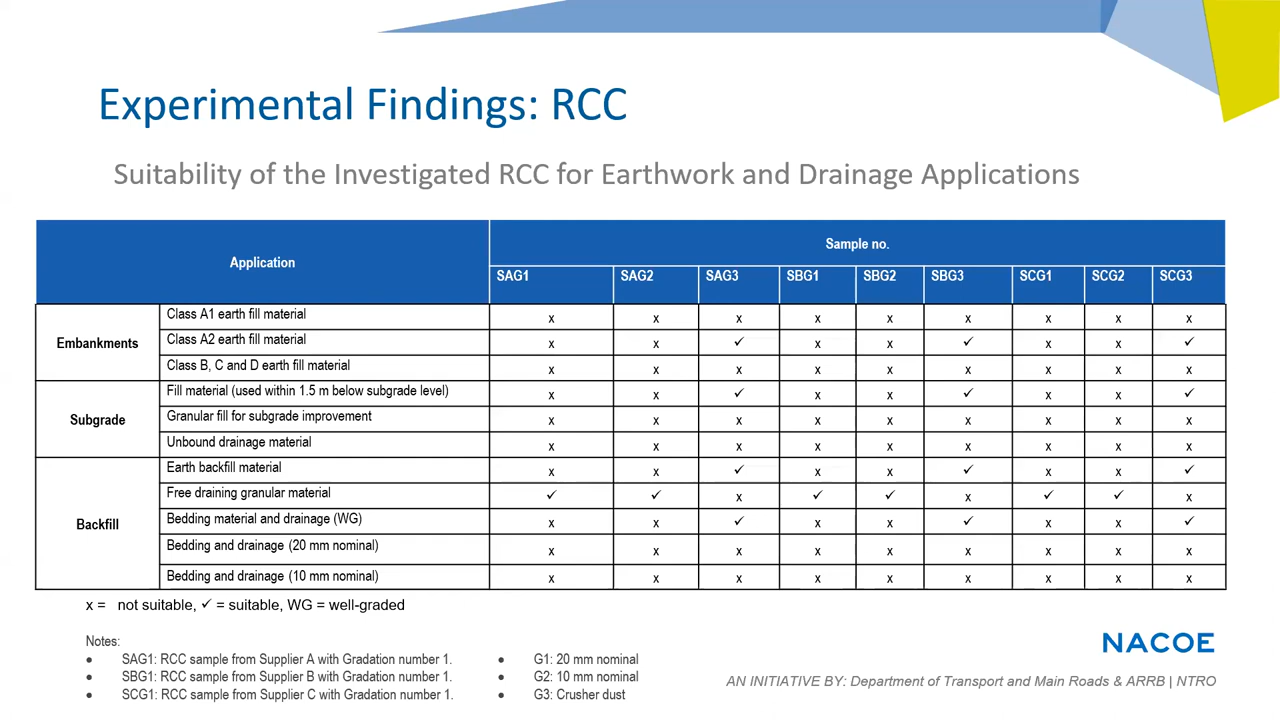 Experimental Findings: RCC
Suitability of the Investigated RCC for Earthwork and Drainage Applications
Application Sample no.
SAG1 SAG2 SAG3 SBG1 SBG2 SBG3 SCG1 SCG2 SCG3
Embankments
Class A1 earth fill material x x x x x x x x x
Class A2 earth fill material x x ✓ x x ✓ x x ✓
Class B, C and D earth fill material x x x x x x x x x
Subgrade
Fill material (used within 1.5 m below subgrade level) x x ✓ x x ✓ x x ✓
Granular fill for subgrade improvement x x x x x x x x x
Unbound drainage material x x x x x x x x x
Backfill
Earth backfill material x x ✓ x x ✓ x x ✓
Free draining granular material ✓ ✓ x ✓ ✓ x ✓ ✓ x
Bedding material and drainage (WG) x x ✓ x x ✓ x x ✓
Bedding and drainage (20 mm nominal) x x x x x x x x x
Bedding and drainage (10 mm nominal) x x x x x x x x x
x = not suitable, ✓ = suitable, WG = well-graded
Notes:
• SAG1: RCC sample from Supplier A with Gradation number 1.
• SBG1: RCC sample from Supplier B with Gradation number 1.
• SCG1: RCC sample from Supplier C with Gradation number 1.
• G1: 20 mm nominal
• G2: 10 mm nominal
• G3: Crusher dust
NACOE
AN INITIATIVE BY: Department of Transport and Main Roads & ARRB | NTRO